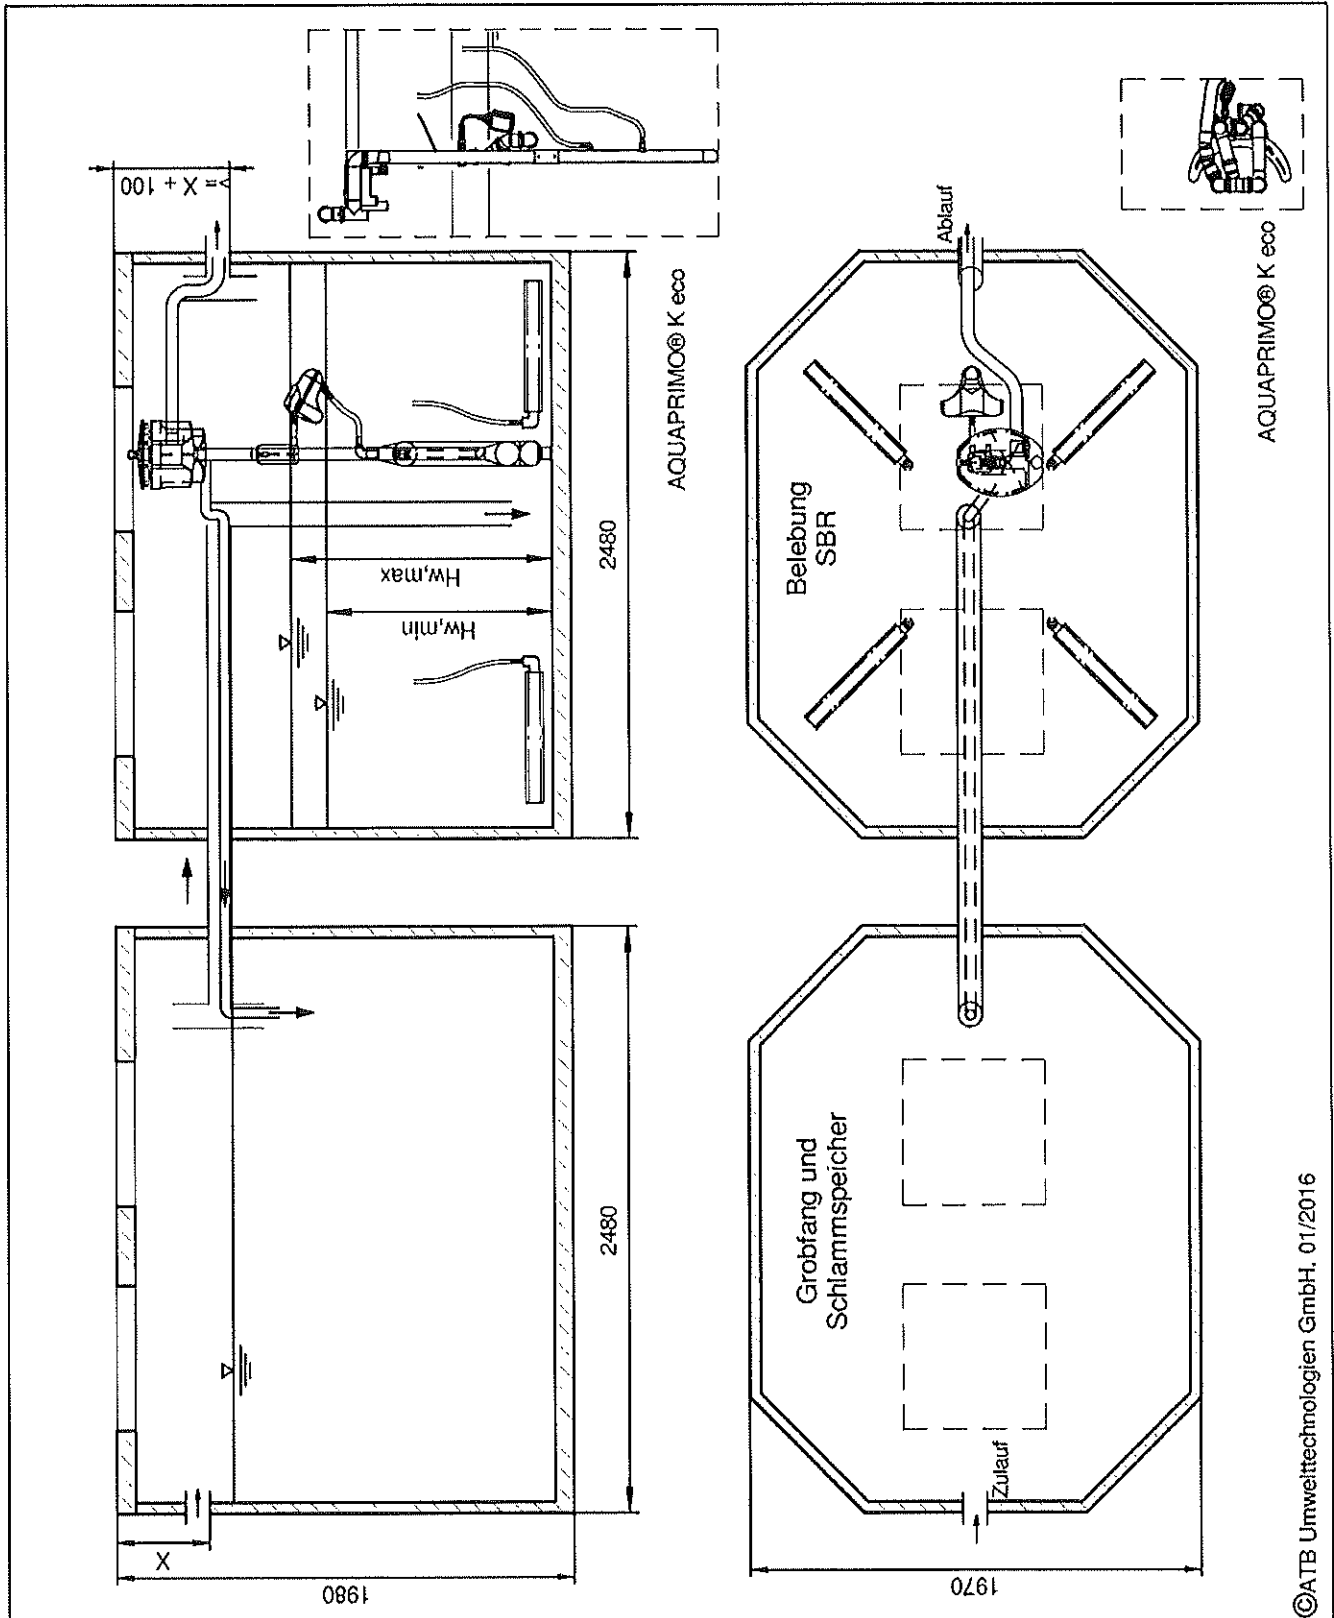 X
1980
2480
Hw,min
Hw,max
2480
≥ X + 100
AQUAPRIMO® K eco
Zulauf
1970
Grobfang und
Schlammspeicher
Belebung
SBR
Ablauf
AQUAPRIMO® K eco
©ATB Umwelttechnologien GmbH, 01/2016